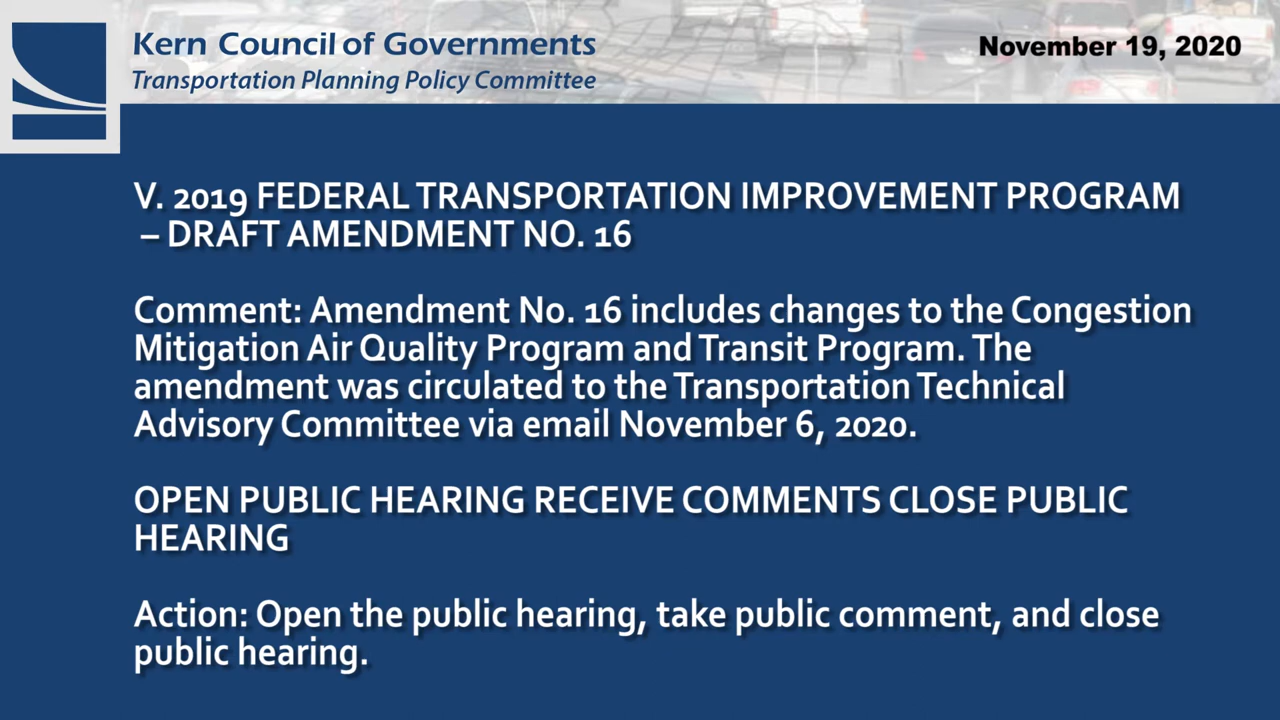 Kern Council of Governments
November 19, 2020
Transportation Planning Policy Committee
V. 2019 FEDERAL TRANSPORTATION IMPROVEMENT PROGRAM
– DRAFT AMENDMENT NO. 16
Comment: Amendment No. 16 includes changes to the Congestion
Mitigation Air Quality Program and Transit Program. The
amendment was circulated to the Transportation Technical
Advisory Committee via email November 6, 2020.
OPEN PUBLIC HEARING RECEIVE COMMENTS CLOSE PUBLIC
HEARING
Action: Open the public hearing, take public comment, and close
public hearing.